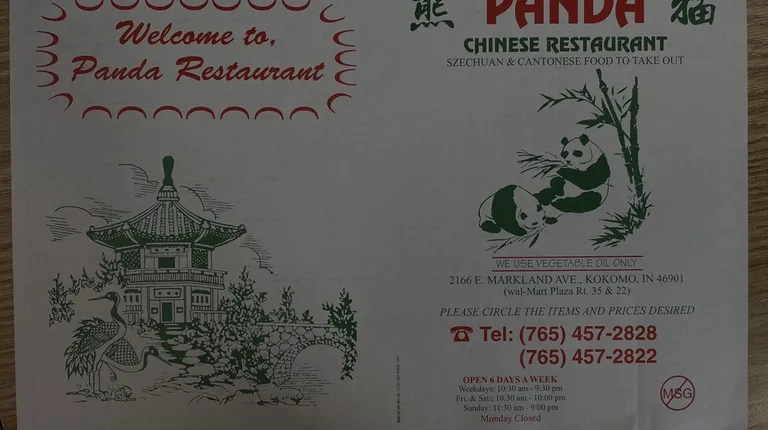 Welcome to,
Panda Restaurant
熊 PANDA 猫
CHINESE RESTAURANT
SZECHUAN & CANTONESE FOOD TO TAKE OUT
WE USE VEGETABLE OIL ONLY
2166 E. MARKLAND AVE., KOKOMO, IN 46901
(wal-Mart Plaza Rt. 35 & 22)
PLEASE CIRCLE THE ITEMS AND PRICES DESIRED
☎ Tel: (765) 457-2828
(765) 457-2822
OPEN 6 DAYS A WEEK
Weekdays: 10:30 am - 9:30 pm
Fri. & Sat.: 10:30 am - 10:00 pm
Sunday: 11:30 am - 9:00 pm
Monday Closed
MSG